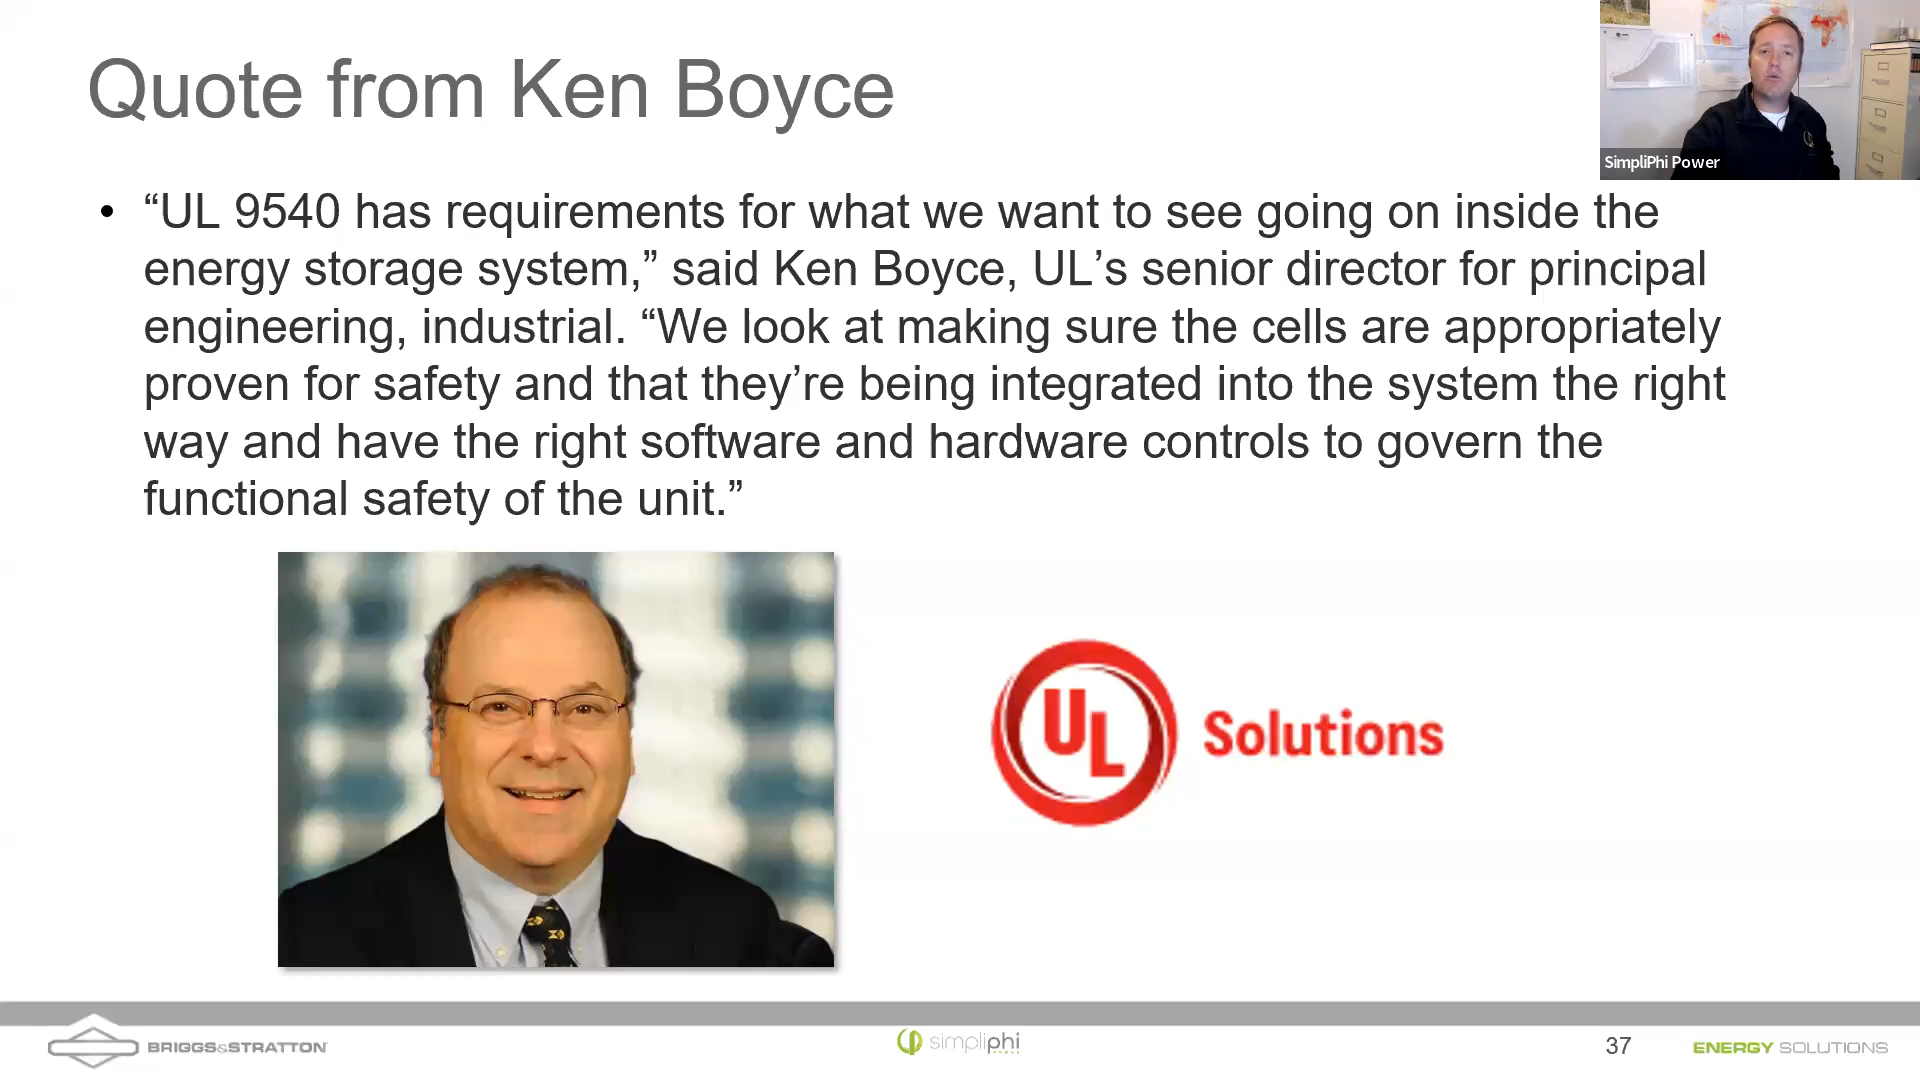 Quote from Ken Boyce
SimpliPhi Power
• “UL 9540 has requirements for what we want to see going on inside the
energy storage system,” said Ken Boyce, UL’s senior director for principal
engineering, industrial. “We look at making sure the cells are appropriately
proven for safety and that they’re being integrated into the system the right
way and have the right software and hardware controls to govern the
functional safety of the unit.”
UL Solutions
BRIGGS&STRATTON
simpliphi
37
ENERGY SOLUTIONS